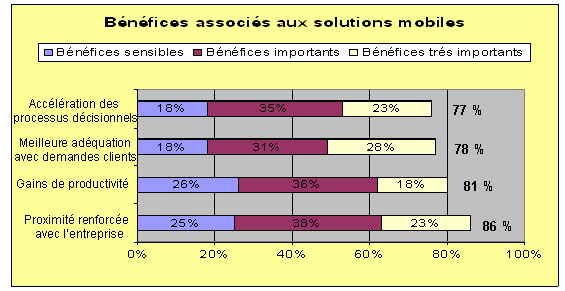 Bénéfices associés aux solutions mobiles
Bénéfices sensibles Bénéfices importants Bénéfices trés importants
Accélération des
processus décisionnels
18% 35% 23% 77 %
Meilleure adéquation
avec demandes clients
18% 31% 28% 78 %
Gains de productivité 26% 36% 18% 81 %
Proximité renforcée
avec l'entreprise
25% 38% 23% 86 %
0% 20% 40% 60% 80% 100%